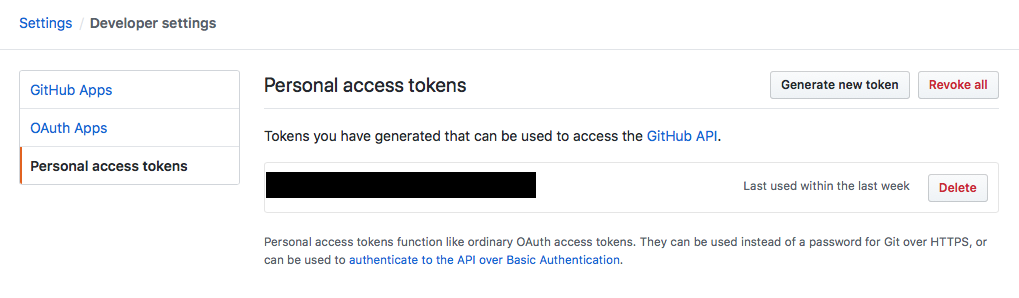 Settings / Developer settings
GitHub Apps
OAuth Apps
Personal access tokens
Personal access tokens
Generate new token
Revoke all
Tokens you have generated that can be used to access the GitHub API.
Last used within the last week
Delete
Personal access tokens function like ordinary OAuth access tokens. They can be used instead of a password for Git over HTTPS, or
can be used to authenticate to the API over Basic Authentication.